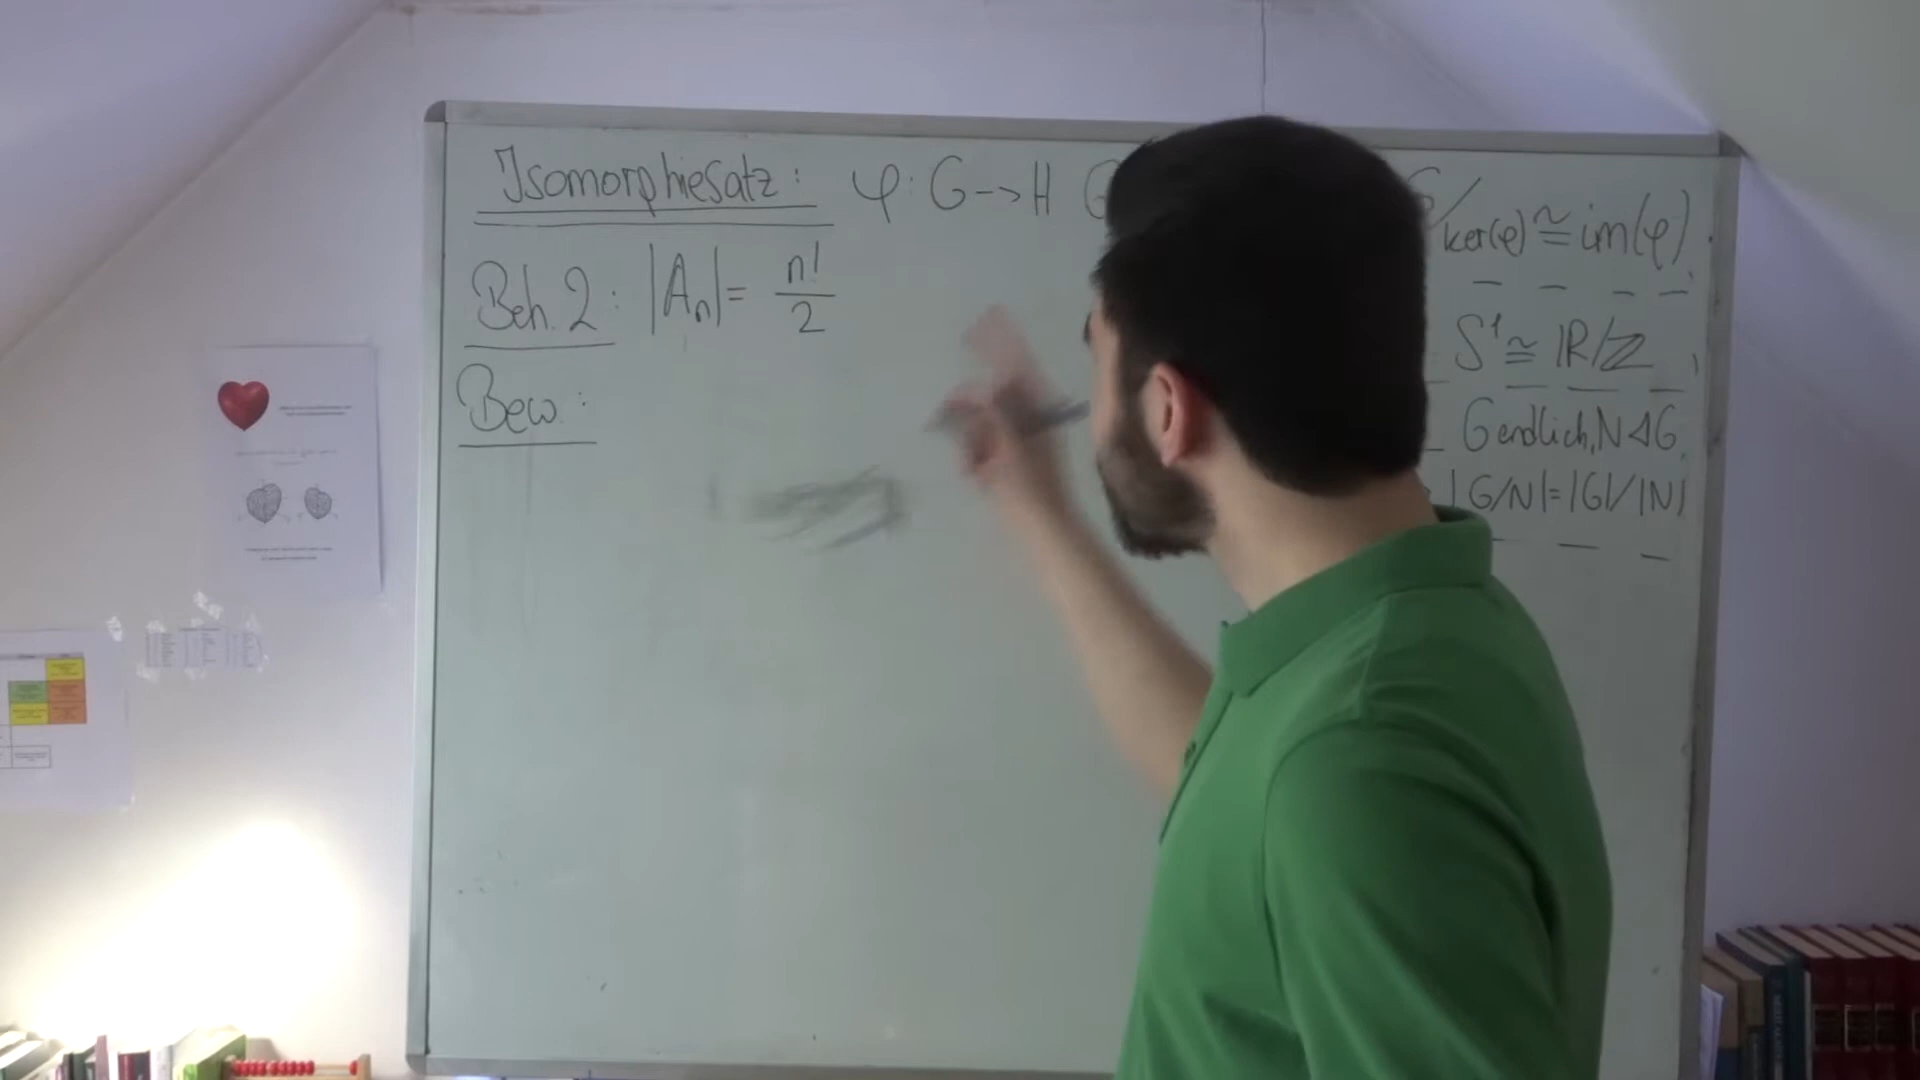 Isomorphiesatz: φ: G→H G/ker(φ) ≅ im(φ)
Beh. 2: |Aₙ| = n!/2
S¹ ≅ ℝ/ℤ
Bew.:
G endlich, N ⊲ G
|G/N| = |G|/|N|